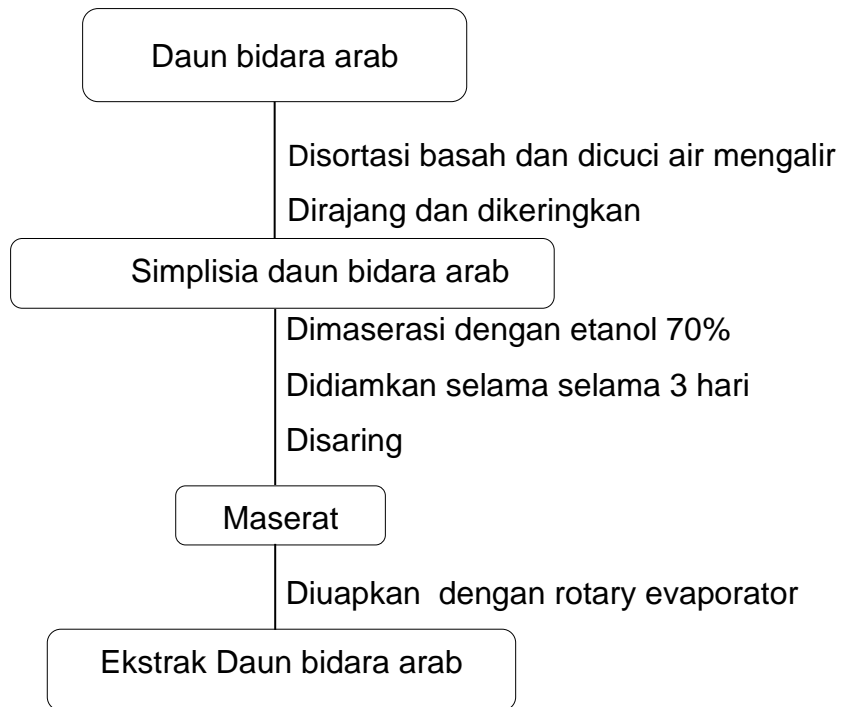 Daun bidara arab
Disortasi basah dan dicuci air mengalir
Dirajang dan dikeringkan
Simplisia daun bidara arab
Dimaserasi dengan etanol 70%
Didiamkan selama selama 3 hari
Disaring
Maserat
Diuapkan dengan rotary evaporator
Ekstrak Daun bidara arab